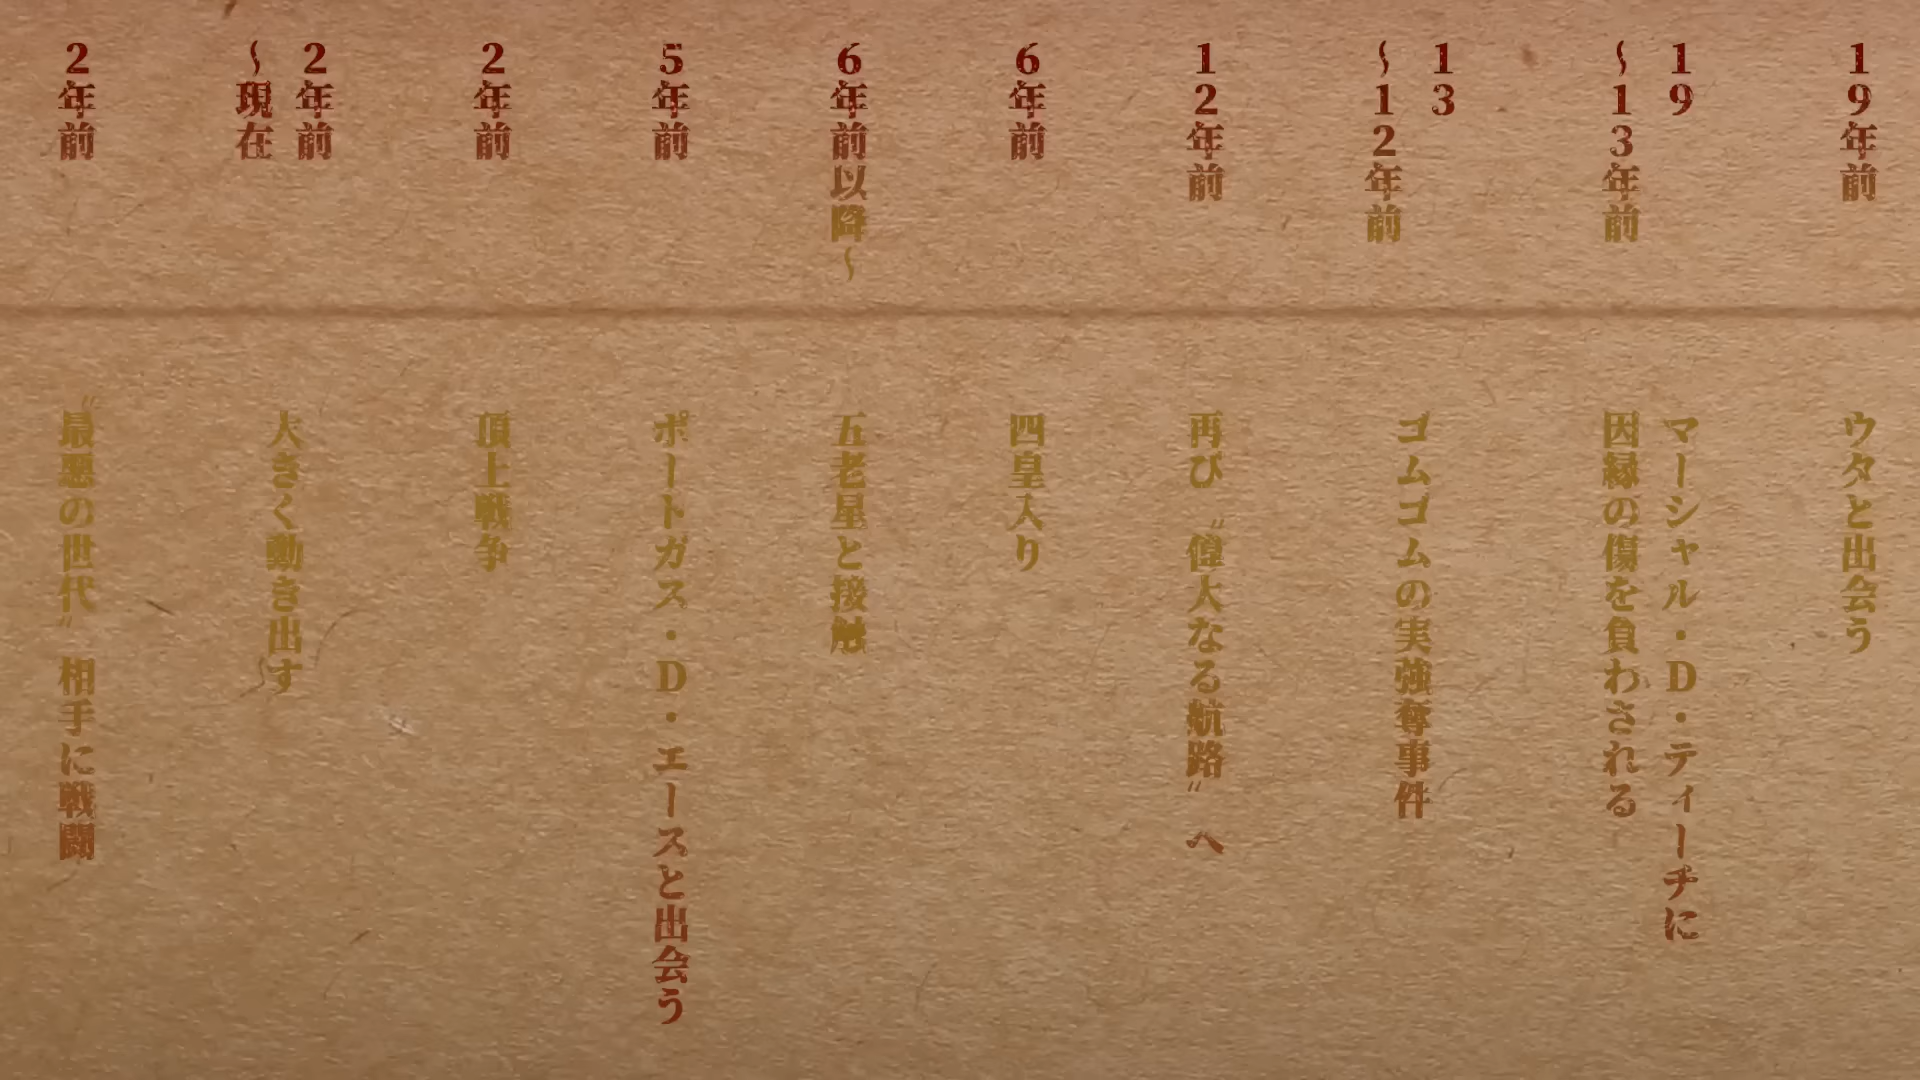 19年前
ウタと出会う
19
～13年前
マーシャル・D・ティーチに
因縁の傷を負わされる
13
～12年前
ゴムゴムの実強奪事件
12年前
再び〝偉大なる航路〟へ
6年前
四皇入り
6年前以降～
五老星と接触
5年前
ポートガス・D・エースと出会う
2年前
頂上戦争
2年前
～現在
大きく動き出す
2年前
〝最悪の世代〟相手に戦闘